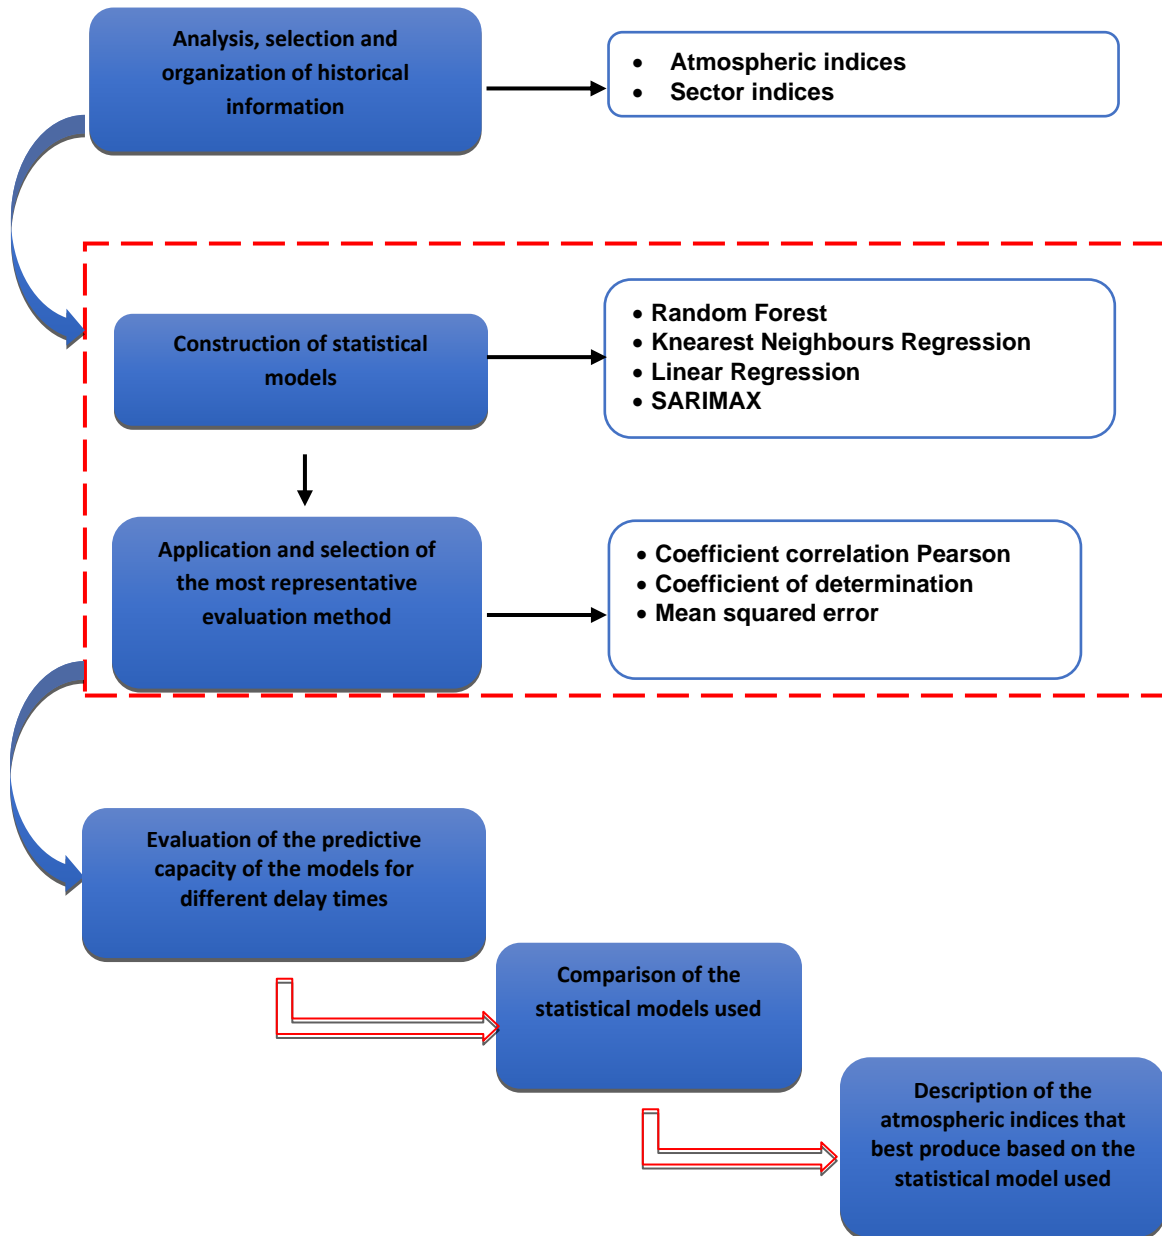 Analysis, selection and
organization of historical
information
• Atmospheric indices
• Sector indices
Construction of statistical
models
• Random Forest
• Knearest Neighbours Regression
• Linear Regression
• SARIMAX
Application and selection of
the most representative
evaluation method
• Coefficient correlation Pearson
• Coefficient of determination
• Mean squared error
Evaluation of the predictive
capacity of the models for
different delay times
Comparison of the
statistical models used
Description of the
atmospheric indices that
best produce based on the
statistical model used